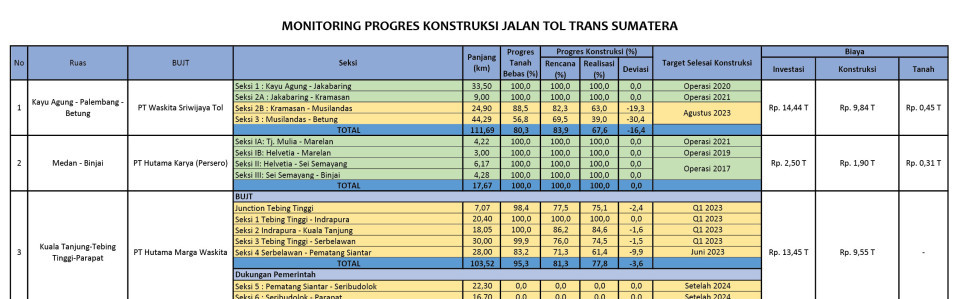 MONITORING PROGRES KONSTRUKSI JALAN TOL TRANS SUMATERA
No Ruas BUJT Seksi Panjang (km) Progres Tanah Bebas (%) Progres Konstruksi (%) Target Selesai Konstruksi Biaya
Rencana (%) Realisasi (%) Deviasi Investasi Konstruksi Tanah
1 Kayu Agung - Palembang - Betung PT Waskita Sriwijaya Tol Rp. 14,44 T Rp. 9,84 T Rp. 0,45 T
Seksi 1 : Kayu Agung - Jakabaring 33,50 100,0 100,0 100,0 0,0 Operasi 2020
Seksi 2A : Jakabaring - Kramasan 9,00 100,0 100,0 100,0 0,0 Operasi 2021
Seksi 2B : Kramasan - Musilandas 24,90 88,5 82,3 63,0 -19,3 Agustus 2023
Seksi 3 : Musilandas - Betung 44,29 56,8 69,5 39,0 -30,4
TOTAL 111,69 80,3 83,9 67,6 -16,4
2 Medan - Binjai PT Hutama Karya (Persero) Rp. 2,50 T Rp. 1,90 T Rp. 0,31 T
Seksi IA: Tj. Mulia - Marelan 4,22 100,0 100,0 100,0 0,0 Operasi 2021
Seksi IB: Helvetia - Marelan 3,00 100,0 100,0 100,0 0,0 Operasi 2019
Seksi II: Helvetia - Sei Semayang 6,17 100,0 100,0 100,0 0,0 Operasi 2017
Seksi III: Sei Semayang - Binjai 4,28 100,0 100,0 100,0 0,0
TOTAL 17,67 100,0 100,0 100,0 0,0
3 Kuala Tanjung-Tebing Tinggi-Parapat PT Hutama Marga Waskita Rp. 13,45 T Rp. 9,55 T -
BUJT
Junction Tebing Tinggi 7,07 98,4 77,5 75,1 -2,4 Q1 2023
Seksi 1 Tebing Tinggi - Indrapura 20,40 100,0 100,0 100,0 0,0 Q1 2023
Seksi 2 Indrapura - Kuala Tanjung 18,05 100,0 86,2 84,6 -1,6 Q1 2023
Seksi 3 Tebing Tinggi - Serbelawan 30,00 99,9 76,0 74,5 -1,5 Q1 2023
Seksi 4 Serbelawan - Pematang Siantar 28,00 83,2 71,3 61,4 -9,9 Juni 2023
TOTAL 103,52 95,3 81,3 77,8 -3,6
Dukungan Pemerintah
Seksi 5 : Pematang Siantar - Seribudolok 22,30 0,0 0,0 0,0 0,0 Setelah 2024
Seksi 6 : Seribudolok - Parapat 16,70 0,0 0,0 0,0 0,0 Setelah 2024